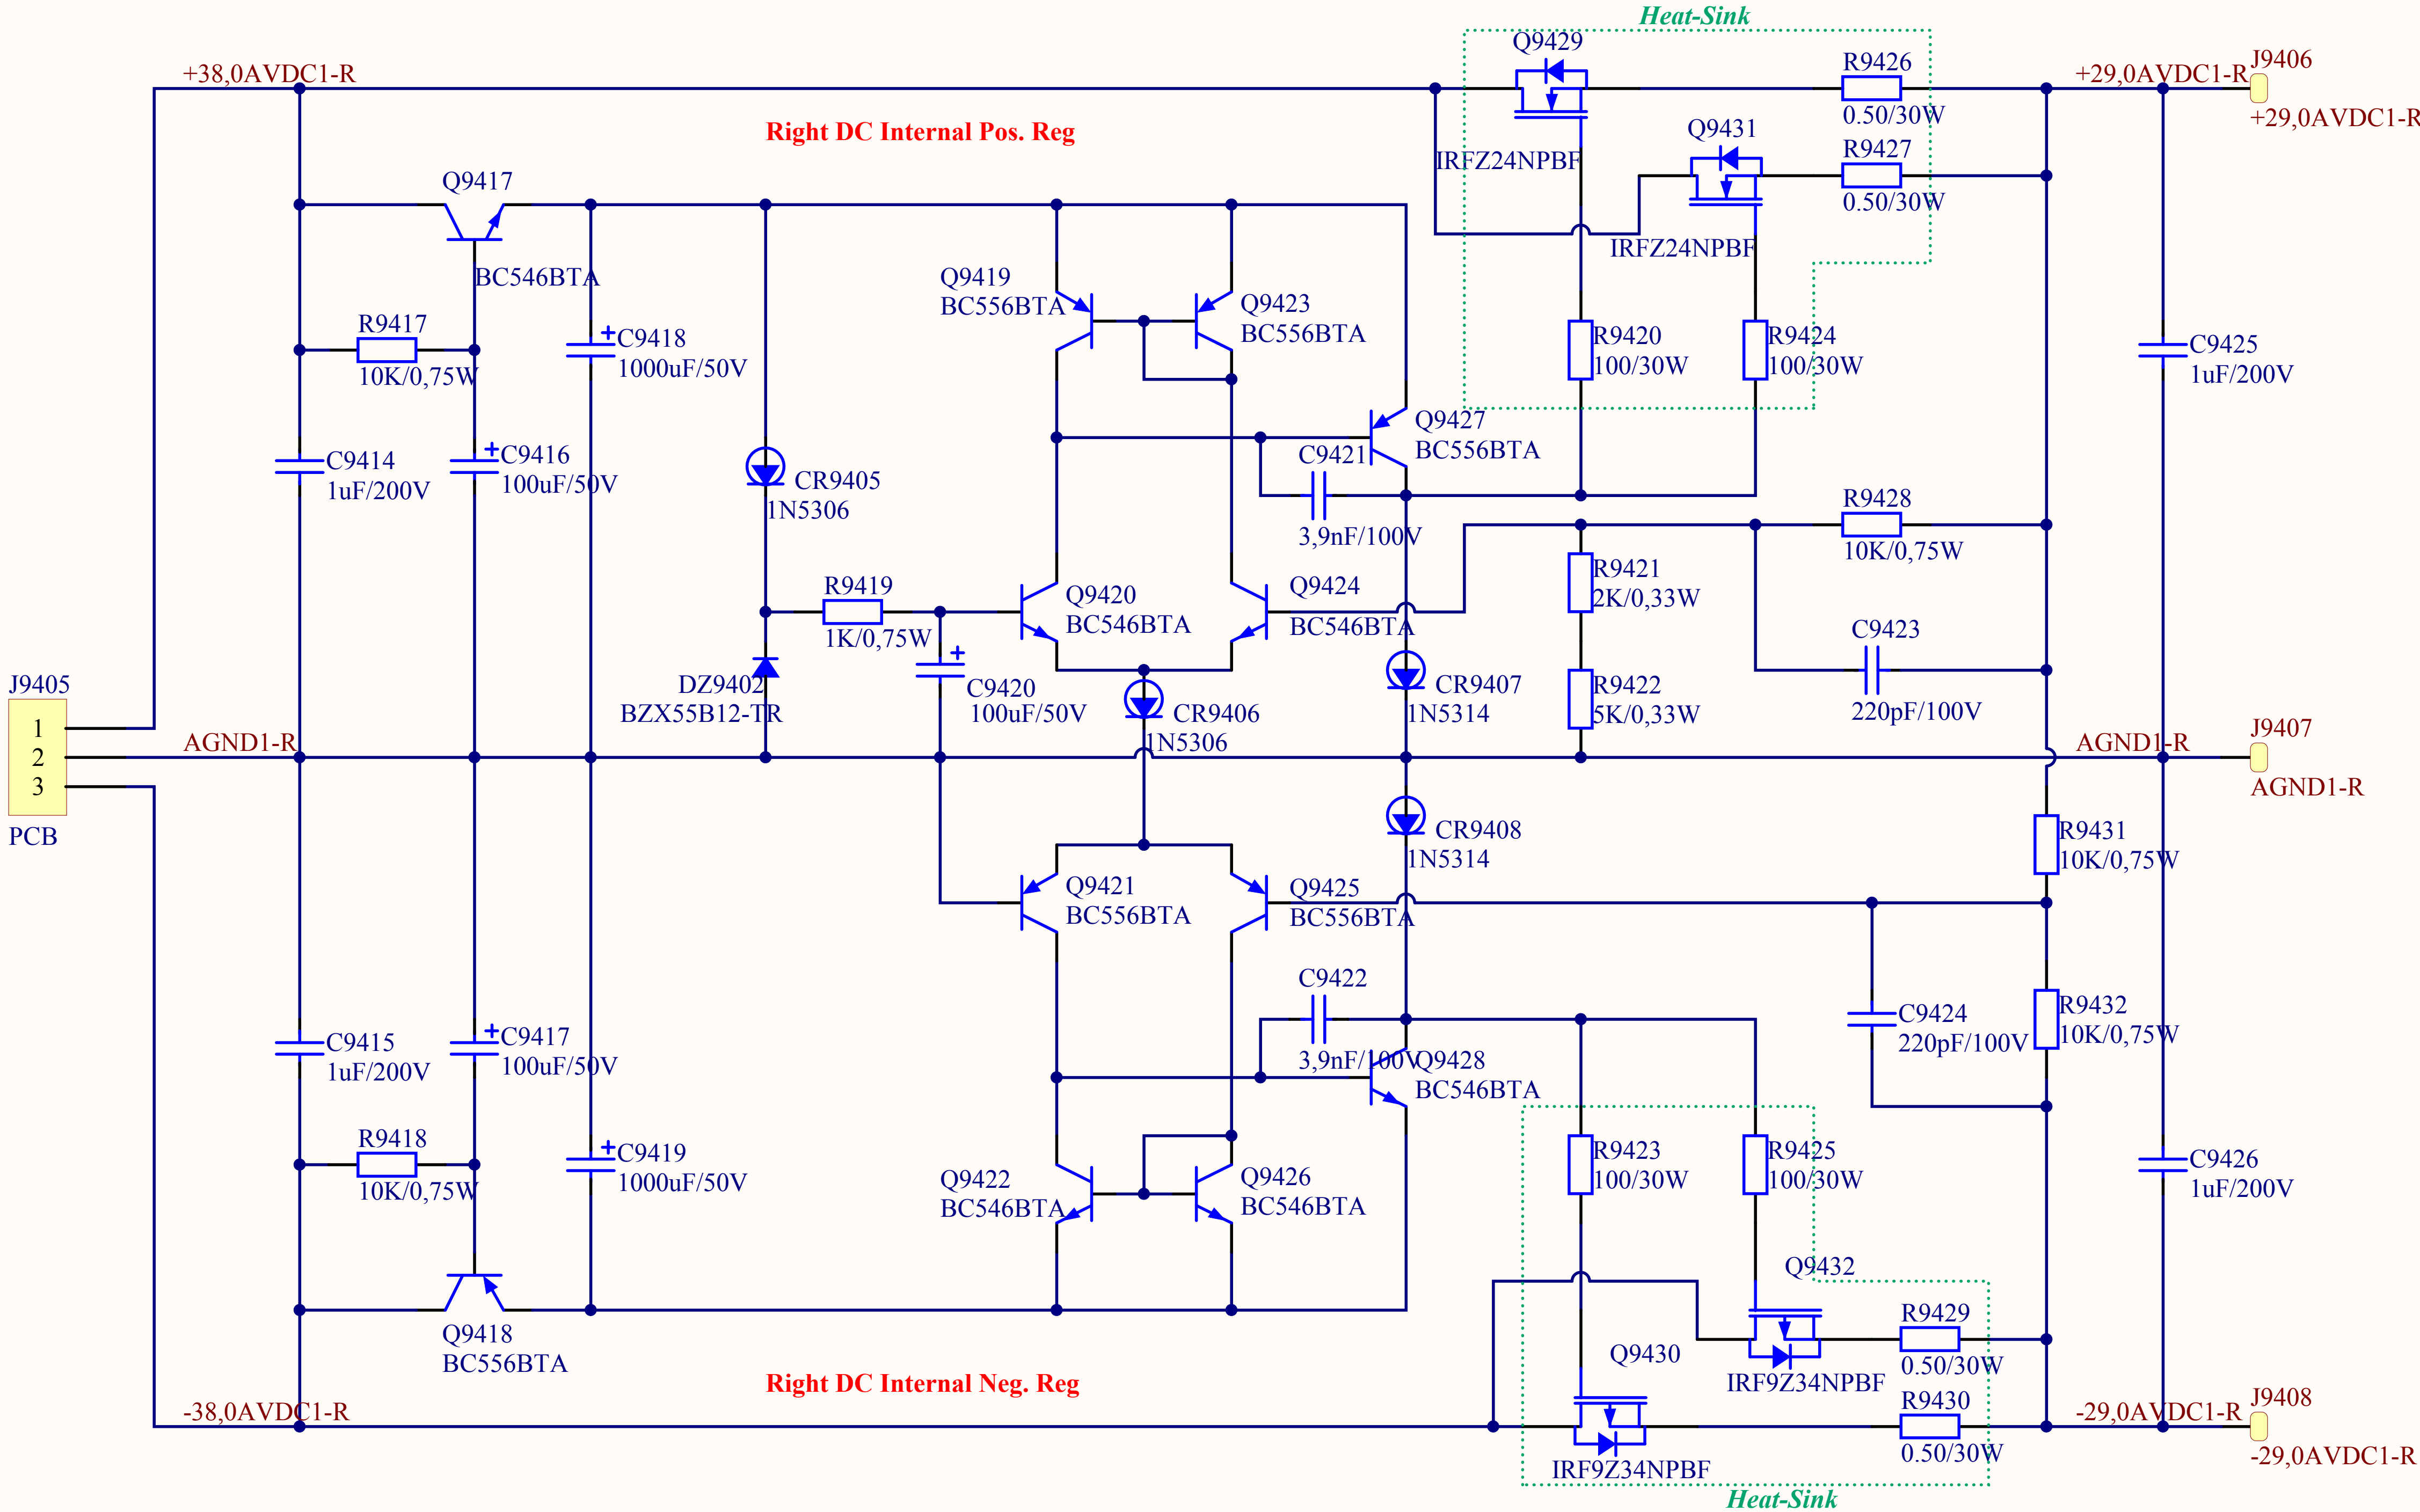 Heat-Sink
Q9429
+38,0AVDC1-R
R9426
0.50/30W
+29,0AVDC1-R
J9406
+29,0AVDC1-R
Right DC Internal Pos. Reg
IRFZ24NPBF
Q9431
R9427
0.50/30W
IRFZ24NPBF
Q9417
BC546BTA
Q9419
BC556BTA
Q9423
BC556BTA
R9417
10K/0,75W
C9418
1000uF/50V
R9420
100/30W
R9424
100/30W
C9425
1uF/200V
Q9427
BC556BTA
C9414
1uF/200V
C9416
100uF/50V
CR9405
1N5306
C9421
3,9nF/100V
R9428
10K/0,75W
R9419
1K/0,75W
Q9420
BC546BTA
Q9424
BC546BTA
R9421
2K/0,33W
C9423
220pF/100V
J9405
1
2
3
PCB
DZ9402
BZX55B12-TR
C9420
100uF/50V
CR9406
1N5306
CR9407
1N5314
R9422
5K/0,33W
AGND1-R
AGND1-R
J9407
AGND1-R
CR9408
1N5314
R9431
10K/0,75W
Q9421
BC556BTA
Q9425
BC556BTA
C9422
3,9nF/100V
Q9428
BC546BTA
C9424
220pF/100V
R9432
10K/0,75W
C9415
1uF/200V
C9417
100uF/50V
R9418
10K/0,75W
C9419
1000uF/50V
Q9422
BC546BTA
Q9426
BC546BTA
R9423
100/30W
R9425
100/30W
C9426
1uF/200V
Q9418
BC556BTA
Q9432
IRF9Z34NPBF
R9429
0.50/30W
Q9430
IRF9Z34NPBF
R9430
0.50/30W
Right DC Internal Neg. Reg
-38,0AVDC1-R
-29,0AVDC1-R
J9408
-29,0AVDC1-R
Heat-Sink